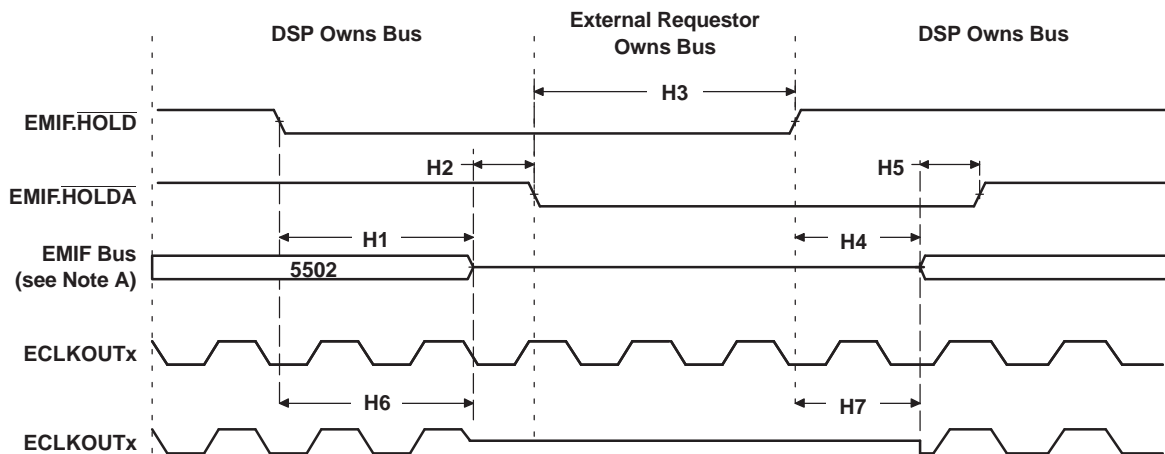 DSP Owns Bus
External Requestor
Owns Bus
DSP Owns Bus
H3
EMIF.HOLD
H2
H5
EMIF.HOLDA
H1
H4
EMIF Bus
(see Note A)
5502
ECLKOUTx
H6
H7
ECLKOUTx